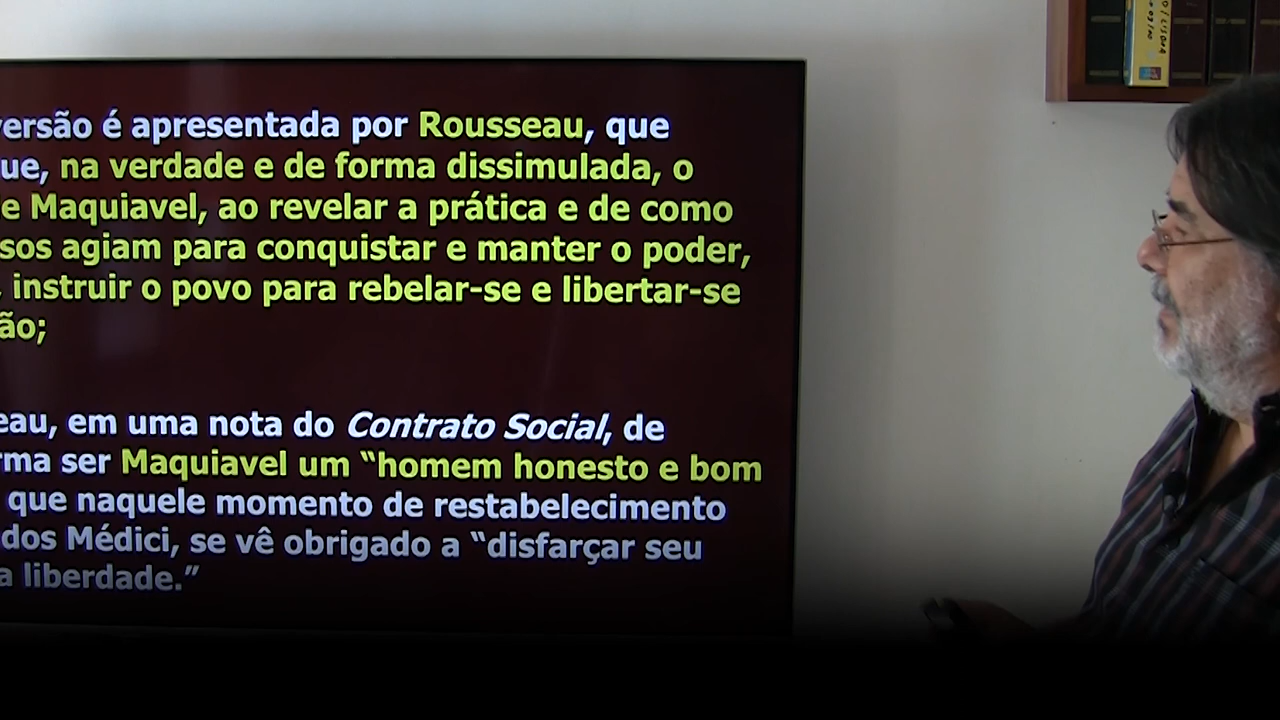 versão é apresentada por Rousseau, que
ue, na verdade e de forma dissimulada, o
e Maquiavel, ao revelar a prática e de como
sos agiam para conquistar e manter o poder,
, instruir o povo para rebelar-se e libertar-se
ão;
eau, em uma nota do Contrato Social, de
rma ser Maquiavel um “homem honesto e bom
que naquele momento de restabelecimento
dos Médici, se vê obrigado a “disfarçar seu
a liberdade.”